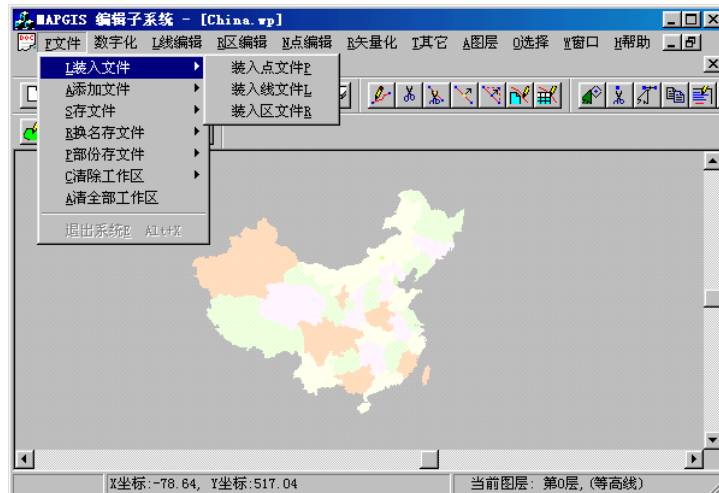 MAPGIS 编辑子系统 - [China.wp]
F文件 数字化 L线编辑 R区编辑 N点编辑 R矢量化 T其它 A图层 O选择 W窗口 H帮助
L装入文件
A添加文件
S存文件
R换名存文件
P部份存文件
C清除工作区
A清全部工作区
退出系统E Alt+X
装入点文件P
装入线文件L
装入区文件R
X坐标:-78.64, Y坐标:517.04
当前图层: 第0层,(等高线)